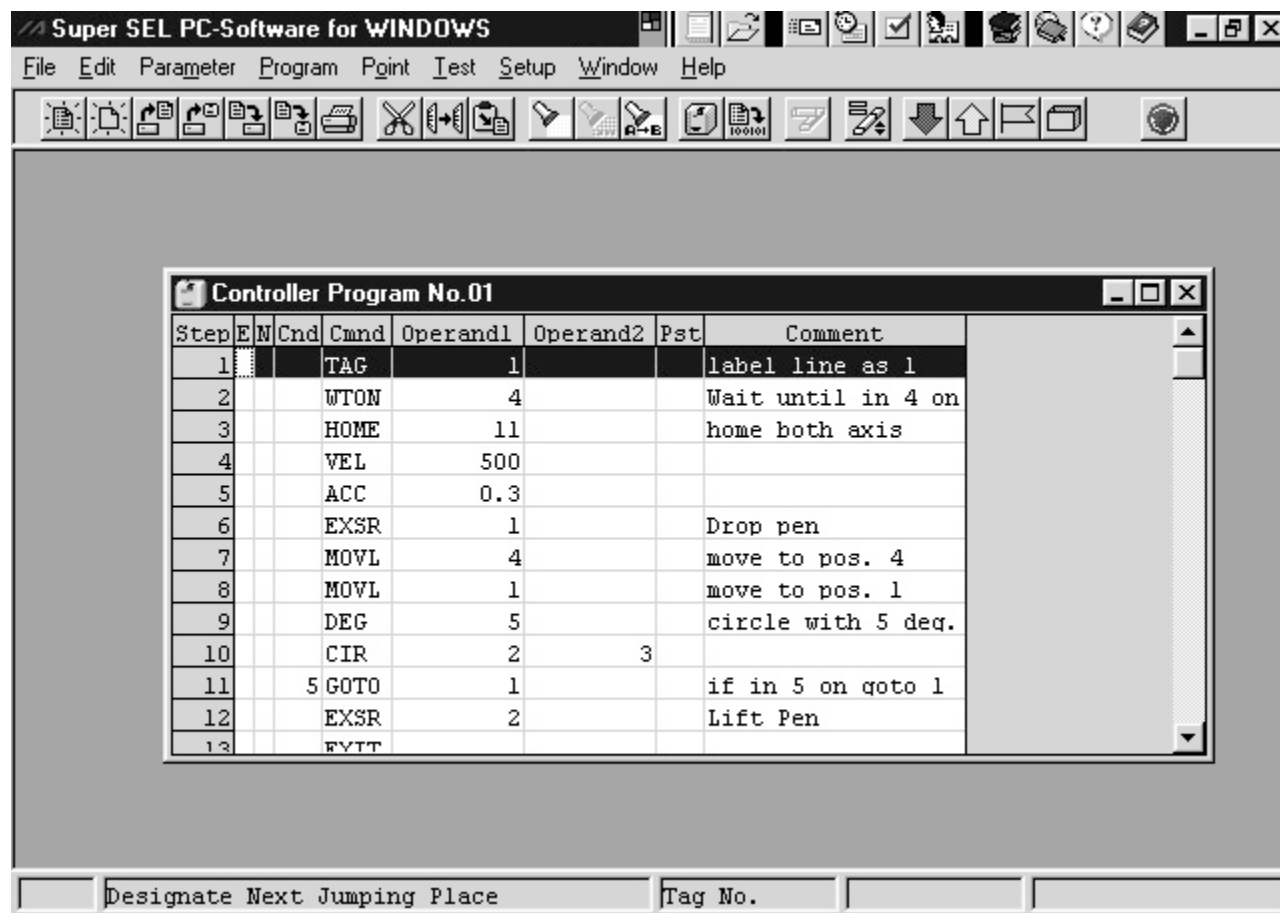 Super SEL PC-Software for WINDOWS
File Edit Parameter Program Point Test Setup Window Help
A→B
100101
Controller Program No.01
Step E N Cnd Cmnd Operand1 Operand2 Pst Comment
1 TAG 1 label line as 1
2 WTON 4 Wait until in 4 on
3 HOME 11 home both axis
4 VEL 500
5 ACC 0.3
6 EXSR 1 Drop pen
7 MOVL 4 move to pos. 4
8 MOVL 1 move to pos. 1
9 DEG 5 circle with 5 deg.
10 CIR 2 3
11 5 GOTO 1 if in 5 on goto 1
12 EXSR 2 Lift Pen
13 EXIT
Designate Next Jumping Place Tag No.